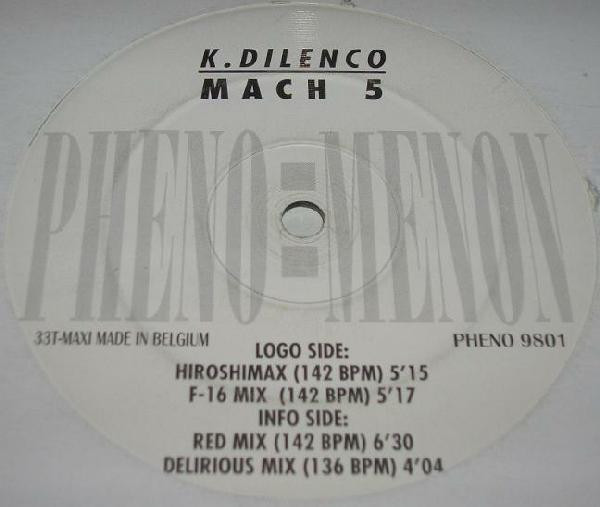 K.DILENCO
MACH 5
PHENO-MENON
33T-MAXI MADE IN BELGIUM
PHENO 9801
LOGO SIDE:
HIROSHIMAX (142 BPM) 5'15
F-16 MIX (142 BPM) 5'17
INFO SIDE:
RED MIX (142 BPM) 6'30
DELIRIOUS MIX (136 BPM) 4'04